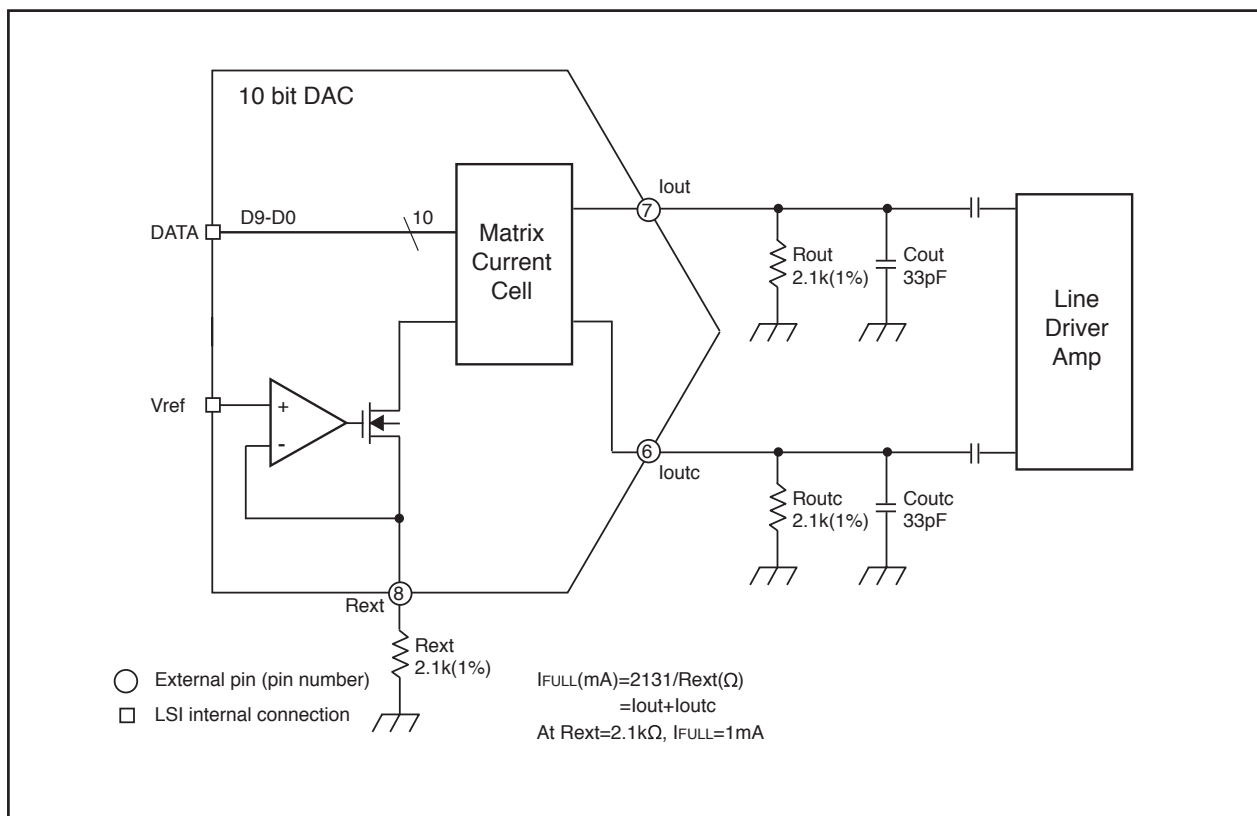 10 bit DAC
Iout
7
D9-D0
10
DATA
Matrix
Current
Cell
Rout
2.1k(1%)
Cout
33pF
Line
Driver
Amp
Vref
+
-
6
Ioutc
Routc
2.1k(1%)
Coutc
33pF
8
Rext
Rext
2.1k(1%)
External pin (pin number)
LSI internal connection
IFULL(mA)=2131/Rext(Ω)
=Iout+Ioutc
At Rext=2.1kΩ, IFULL=1mA